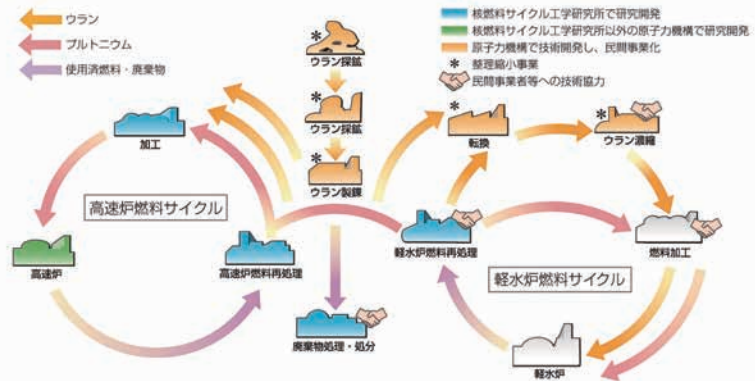 ウラン
プルトニウム
使用済燃料・廃棄物
核燃料サイクル工学研究所で研究開発
核燃料サイクル工学研究所以外の原子力機構で研究開発
原子力機構で技術開発し、民間事業化
* 整理縮小事業
民間事業者等への技術協力
* ウラン探鉱
* ウラン採鉱
* ウラン製錬
加工
* 転換
* ウラン濃縮
高速炉燃料サイクル
高速炉
高速炉燃料再処理
軽水炉燃料再処理
燃料加工
軽水炉燃料サイクル
廃棄物処理・処分
軽水炉